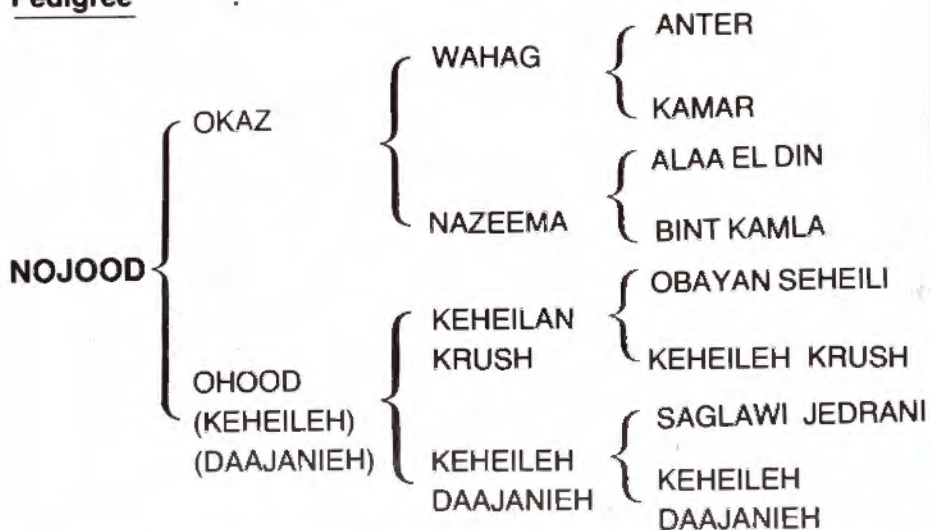 Pedigree :
ANTER
WAHAG
KAMAR
OKAZ
ALAA EL DIN
NAZEEMA
BINT KAMLA
NOJOOD
OBAYAN SEHEILI
KEHEILAN
KRUSH
KEHEILEH KRUSH
OHOOD
(KEHEILEH)
(DAAJANIEH)
SAGLAWI JEDRANI
KEHEILEH
DAAJANIEH
KEHEILEH
DAAJANIEH